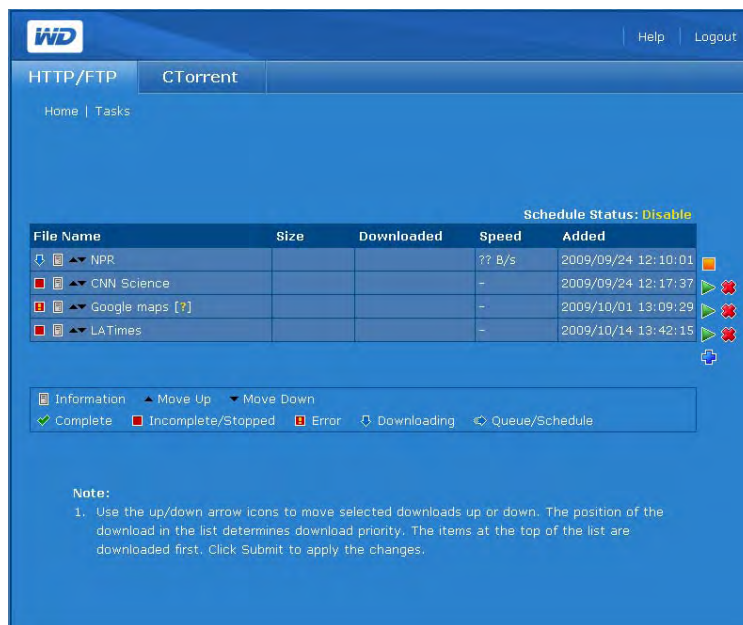 WD
Help | Logout
HTTP/FTP CTorrent
Home | Tasks
Schedule Status: Disable
File Name Size Downloaded Speed Added
NPR ?? B/s 2009/09/24 12:10:01
CNN Science - 2009/09/24 12:17:37
Google maps [?] - 2009/10/01 13:09:29
LATimes - 2009/10/14 13:42:15
Information Move Up Move Down
Complete Incomplete/Stopped Error Downloading Queue/Schedule
Note:
1. Use the up/down arrow icons to move selected downloads up or down. The position of the
download in the list determines download priority. The items at the top of the list are
downloaded first. Click Submit to apply the changes.